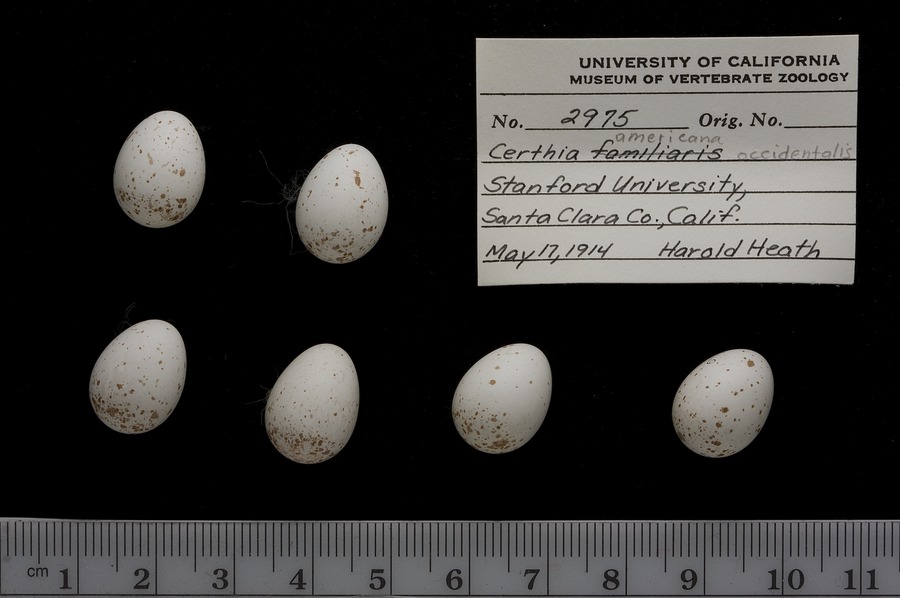 UNIVERSITY OF CALIFORNIA
MUSEUM OF VERTEBRATE ZOOLOGY
No. 2975 Orig. No.
americana
Certhia familiaris occidentalis
Stanford University,
Santa Clara Co., Calif.
May 17, 1914 Harold Heath
cm 1 2 3 4 5 6 7 8 9 10 11